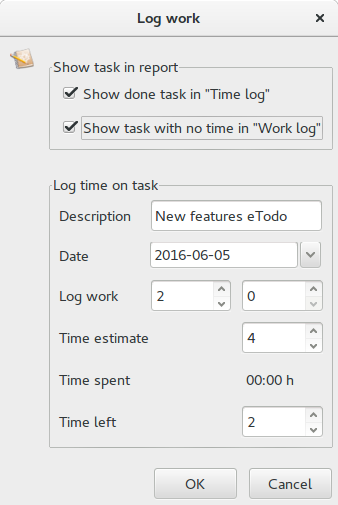 Log work
Show task in report
Show done task in "Time log"
Show task with no time in "Work log"
Log time on task
Description New features eTodo
Date 2016-06-05
Log work 2 0
Time estimate 4
Time spent 00:00 h
Time left 2
OK Cancel